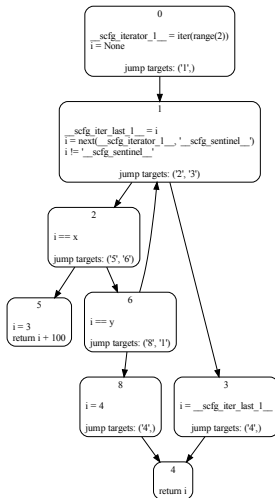 0
__scfg_iterator_1__ = iter(range(2))
i = None
jump targets: ('1',)
1
__scfg_iter_last_1__ = i
i = next(__scfg_iterator_1__, '__scfg_sentinel__')
i != '__scfg_sentinel__'
jump targets: ('2', '3')
2
i == x
jump targets: ('5', '6')
5
i = 3
return i + 100
6
i == y
jump targets: ('8', '1')
8
i = 4
jump targets: ('4',)
3
i = __scfg_iter_last_1__
jump targets: ('4',)
4
return i